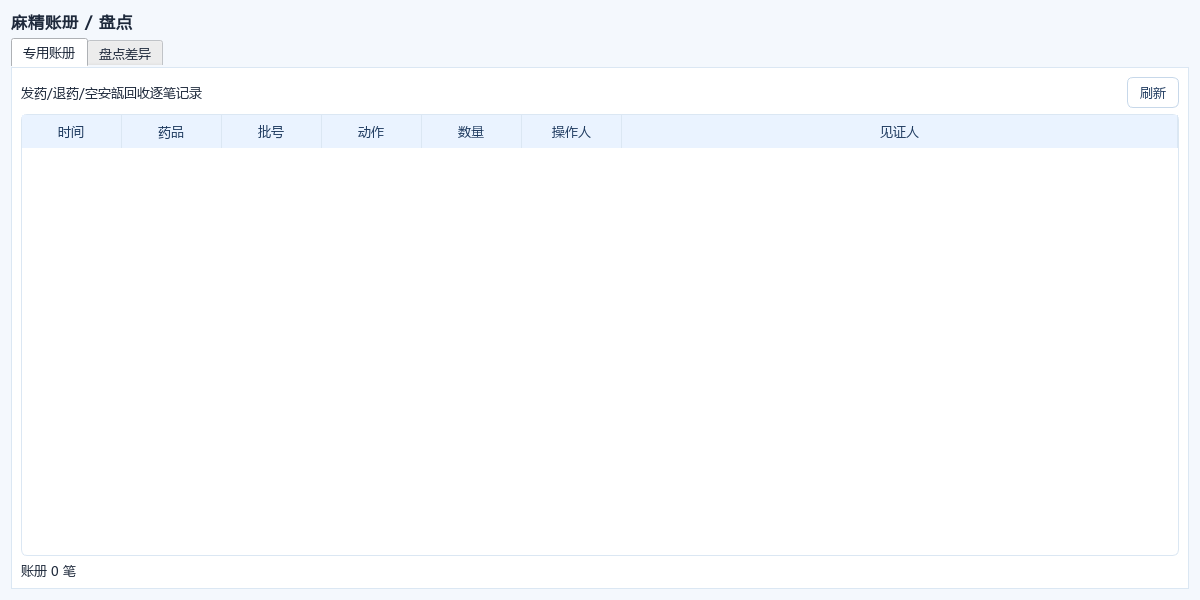 麻精账册 / 盘点
专用账册 盘点差异
发药/退药/空安瓿回收逐笔记录 刷新
时间 药品 批号 动作 数量 操作人 见证人
账册 0 笔